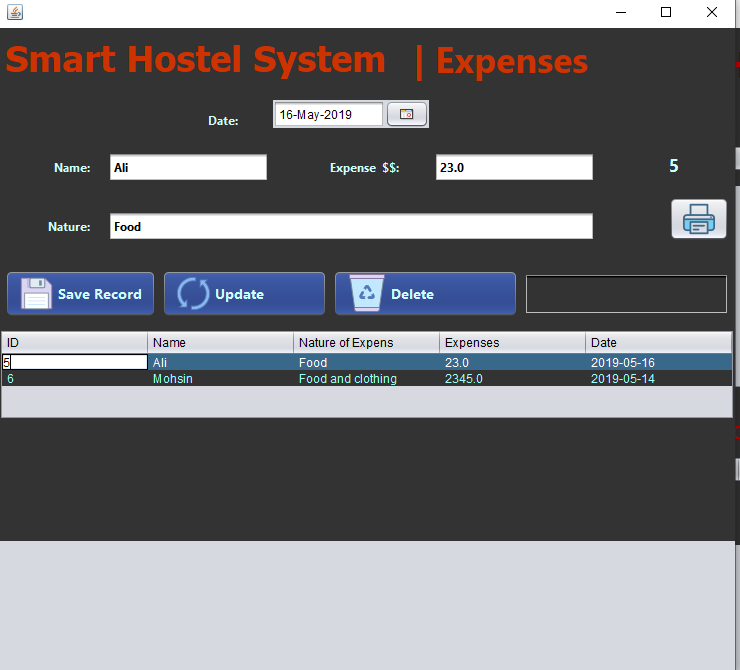 Smart Hostel System | Expenses
Date: 16-May-2019
Name: Ali Expense $$: 23.0 5
Nature: Food
Save Record Update Delete
ID Name Nature of Expens Expenses Date
5 Ali Food 23.0 2019-05-16
6 Mohsin Food and clothing 2345.0 2019-05-14